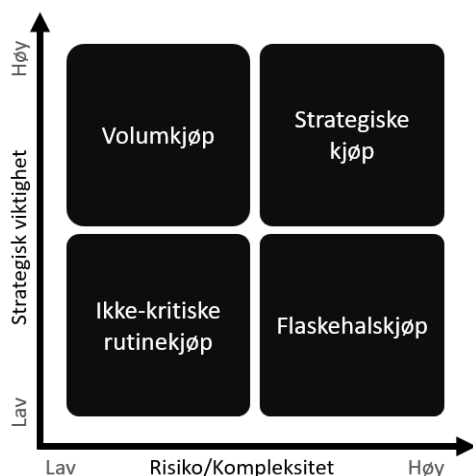 Høy
Strategisk viktighet
Lav
Volumkjøp
Strategiske
kjøp
Ikke-kritiske
rutinekjøp
Flaskehalskjøp
Lav
Risiko/Kompleksitet
Høy